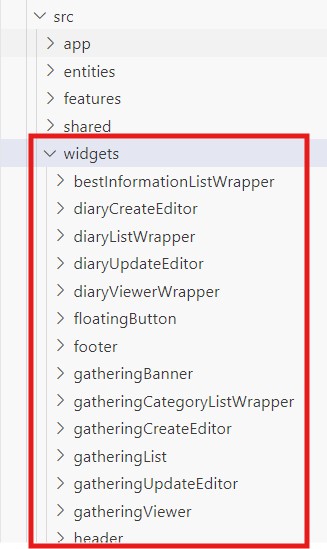 src
app
entities
features
shared
widgets
bestInformationListWrapper
diaryCreateEditor
diaryListWrapper
diaryUpdateEditor
diaryViewerWrapper
floatingButton
footer
gatheringBanner
gatheringCategoryListWrapper
gatheringCreateEditor
gatheringList
gatheringUpdateEditor
gatheringViewer
header